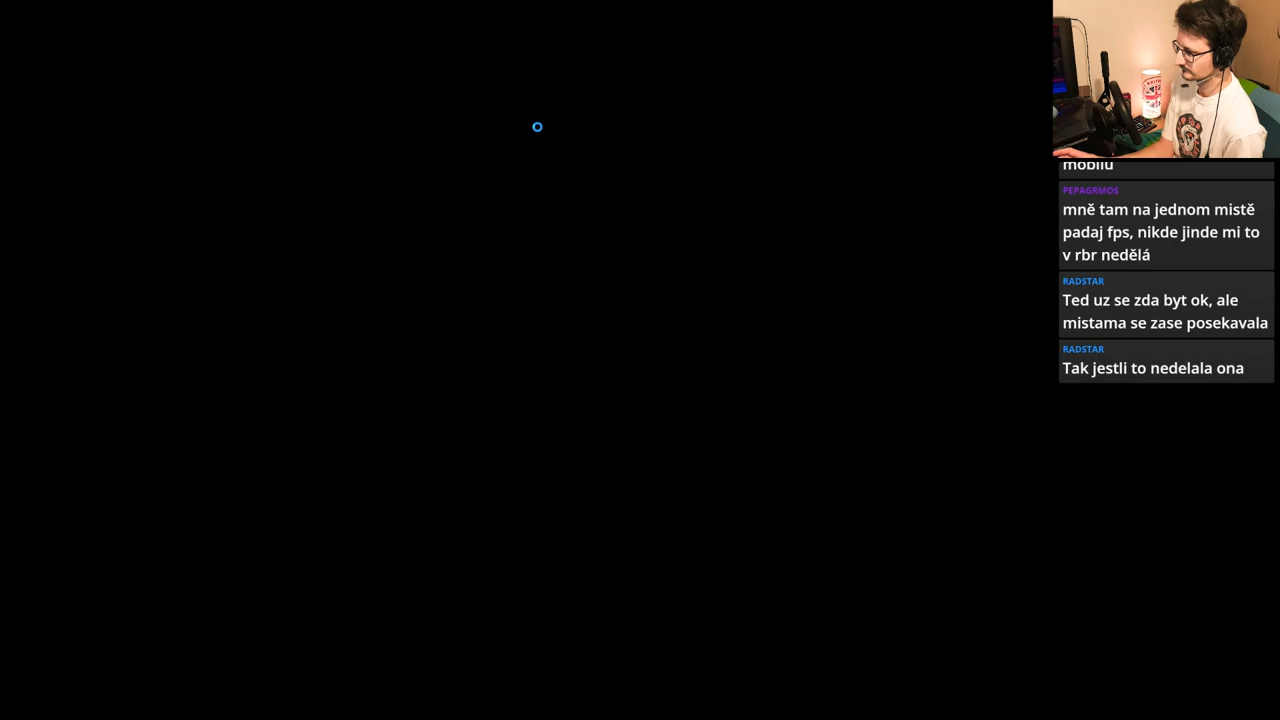 mobilu
PEPAGRMOS
mně tam na jednom mistě
padaj fps, nikde jinde mi to
v rbr nedělá
RADSTAR
Ted uz se zda byt ok, ale
mistama se zase posekavala
RADSTAR
Tak jestli to nedelala ona